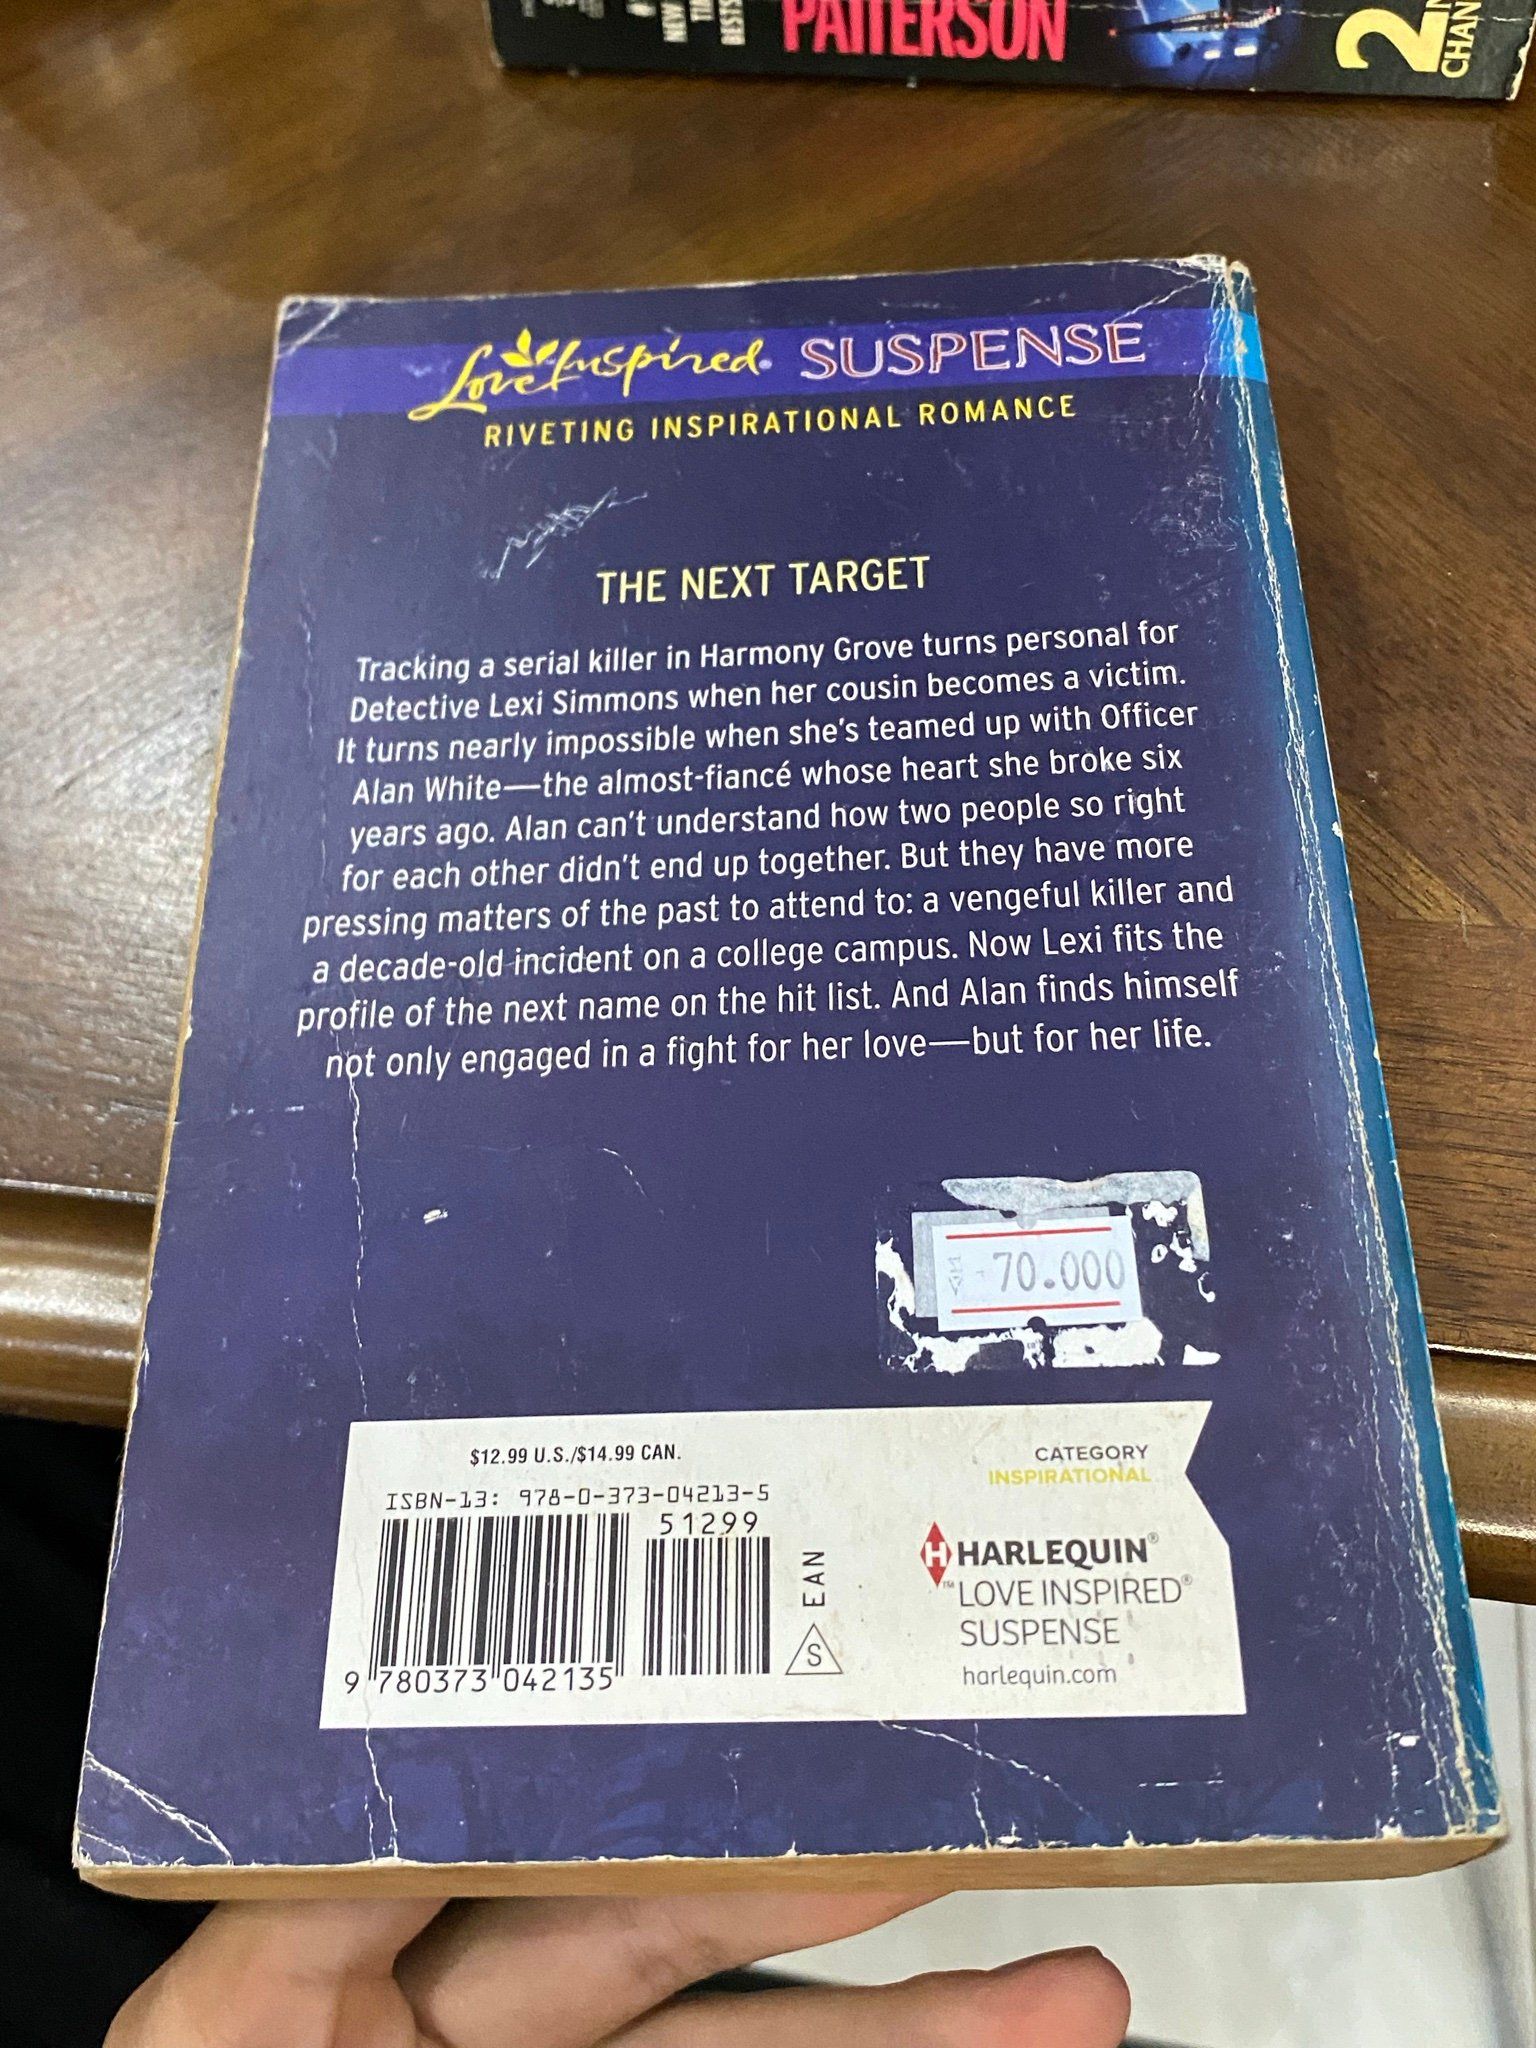 PATTERSON
2
Love Inspired® SUSPENSE
RIVETING INSPIRATIONAL ROMANCE
THE NEXT TARGET
Tracking a serial killer in Harmony Grove turns personal for
Detective Lexi Simmons when her cousin becomes a victim.
It turns nearly impossible when she's teamed up with Officer
Alan White—the almost-fiancé whose heart she broke six
years ago. Alan can't understand how two people so right
for each other didn't end up together. But they have more
pressing matters of the past to attend to: a vengeful killer and
a decade-old incident on a college campus. Now Lexi fits the
profile of the next name on the hit list. And Alan finds himself
not only engaged in a fight for her love—but for her life.
70.000
$12.99 U.S./$14.99 CAN.
ISBN-13: 978-0-373-04213-5
51299
EAN
S
9 780373 042135
CATEGORY
INSPIRATIONAL
H HARLEQUIN®
™ LOVE INSPIRED®
SUSPENSE
harlequin.com